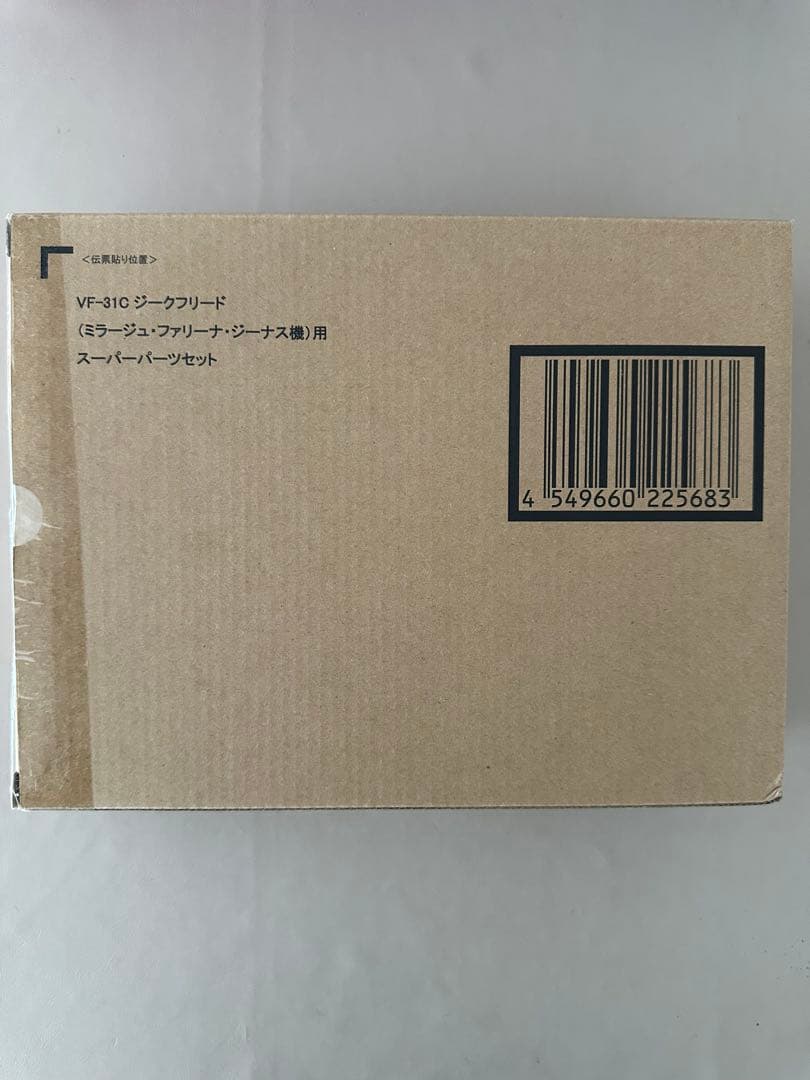 ＜伝票貼り位置＞
VF-31C ジークフリード
(ミラージュ・ファリーナ・ジーナス機)用
スーパーパーツセット
4 549660 225683